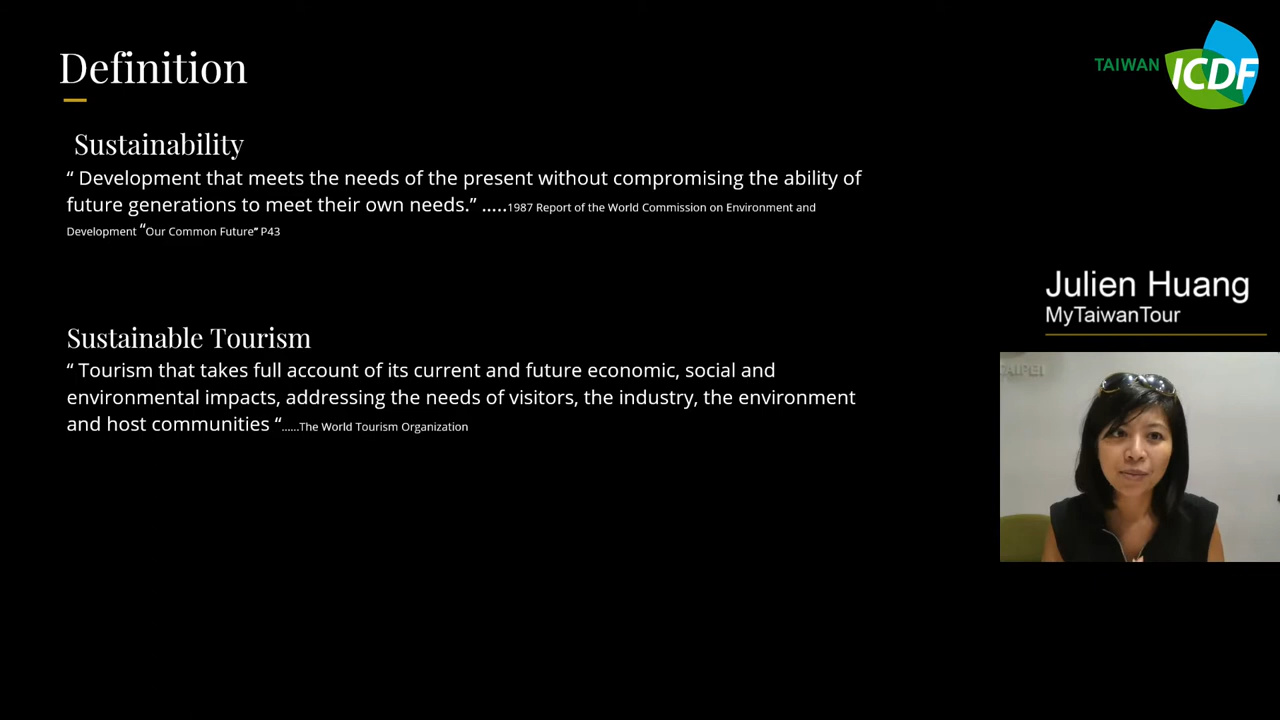 Definition
TAIWAN ICDF
Sustainability
“ Development that meets the needs of the present without compromising the ability of
future generations to meet their own needs.” .....1987 Report of the World Commission on Environment and
Development “Our Common Future” P43
Julien Huang
MyTaiwanTour
Sustainable Tourism
“ Tourism that takes full account of its current and future economic, social and
environmental impacts, addressing the needs of visitors, the industry, the environment
and host communities “......The World Tourism Organization
TAIPEI